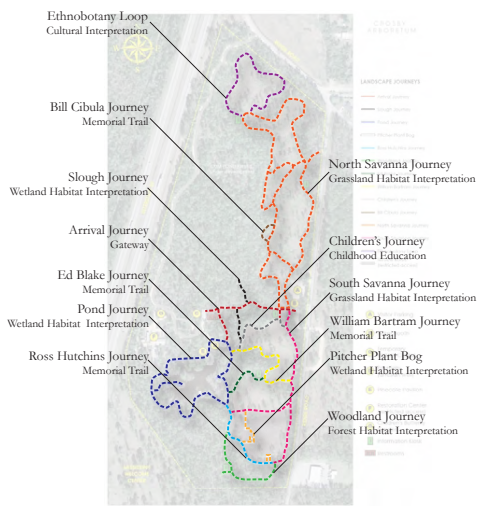 Ethnobotany Loop
Cultural Interpretation
Bill Cibula Journey
Memorial Trail
Slough Journey
Wetland Habitat Interpretation
Arrival Journey
Gateway
Ed Blake Journey
Memorial Trail
Pond Journey
Wetland Habitat Interpretation
Ross Hutchins Journey
Memorial Trail
North Savanna Journey
Grassland Habitat Interpretation
Children's Journey
Childhood Education
South Savanna Journey
Grassland Habitat Interpretation
William Bartram Journey
Memorial Trail
Pitcher Plant Bog
Wetland Habitat Interpretation
Woodland Journey
Forest Habitat Interpretation
LANDSCAPE JOURNEYS